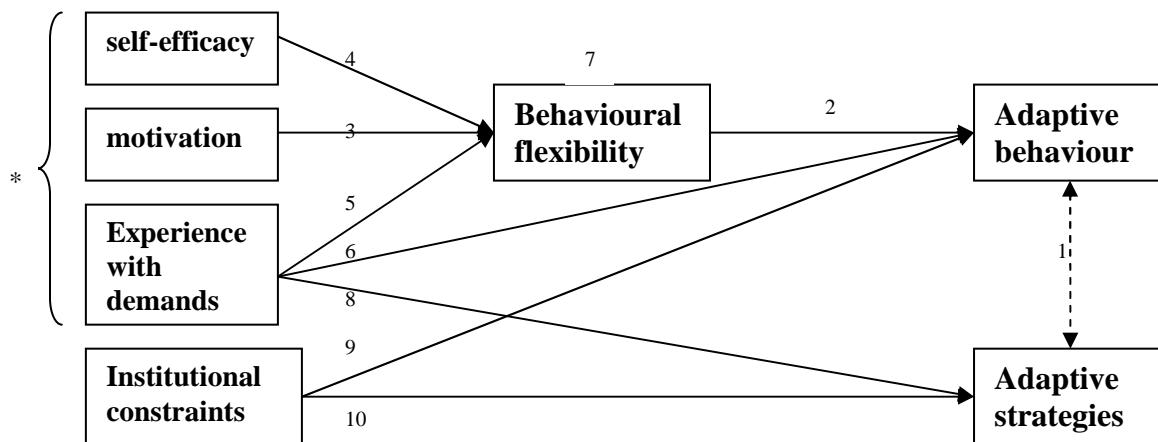 self-efficacy
4
7
motivation
3
Behavioural
flexibility
2
Adaptive
behaviour
*
Experience
with
demands
5
6
8
1
Institutional
constraints
9
10
Adaptive
strategies